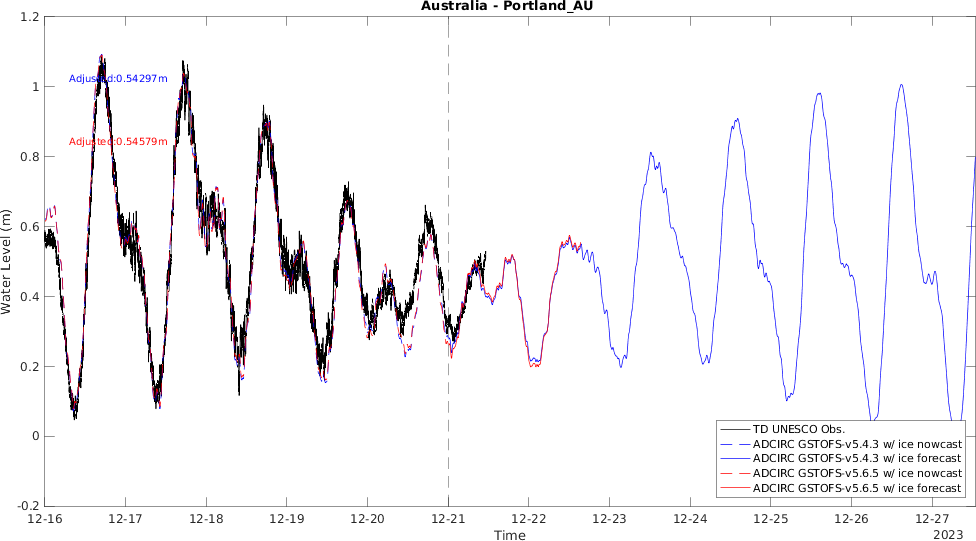 Australia - Portland_AU
1.2
1
0.8
0.6
0.4
0.2
0
-0.2
Water Level (m)
Adjusted:0.54297m
Adjusted:0.54579m
TD UNESCO Obs.
ADCIRC GSTOFS-v5.4.3 w/ ice nowcast
ADCIRC GSTOFS-v5.4.3 w/ ice forecast
ADCIRC GSTOFS-v5.6.5 w/ ice nowcast
ADCIRC GSTOFS-v5.6.5 w/ ice forecast
12-16 12-17 12-18 12-19 12-20 12-21 12-22 12-23 12-24 12-25 12-26 12-27
Time
2023